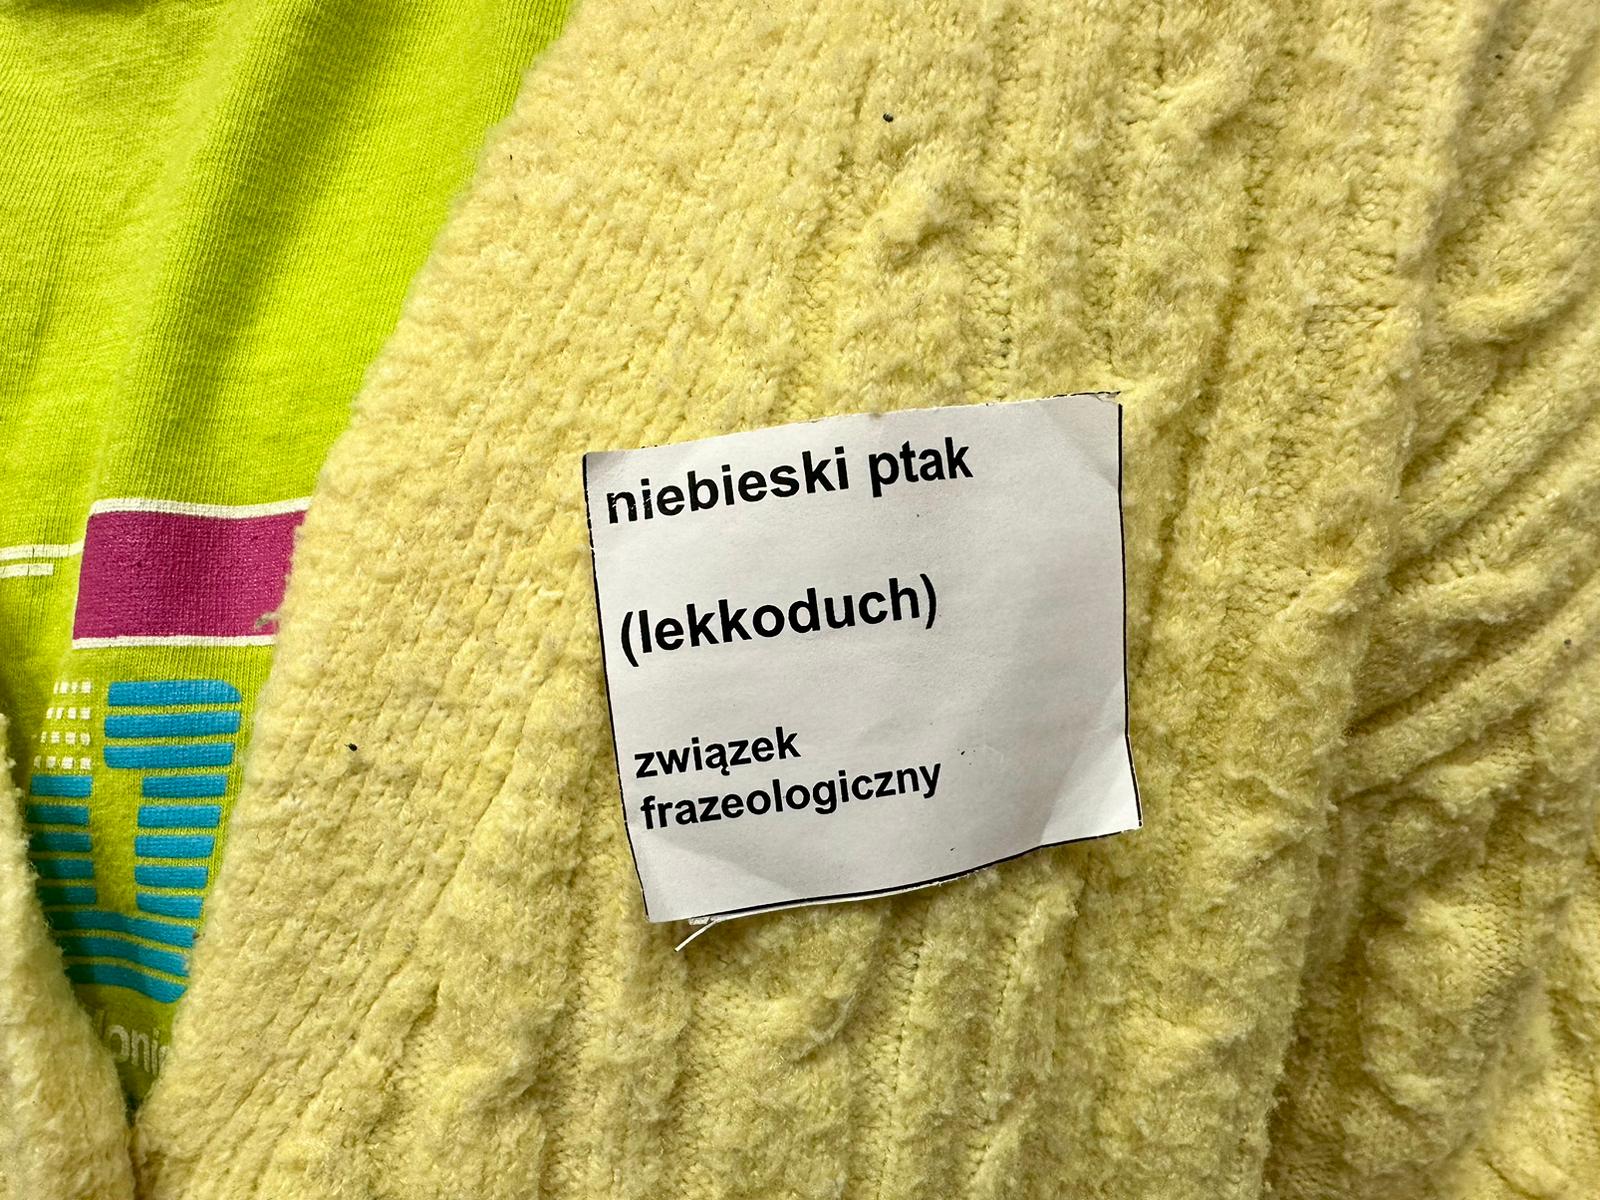 niebieski ptak
(lekkoduch)
związek
frazeologiczny